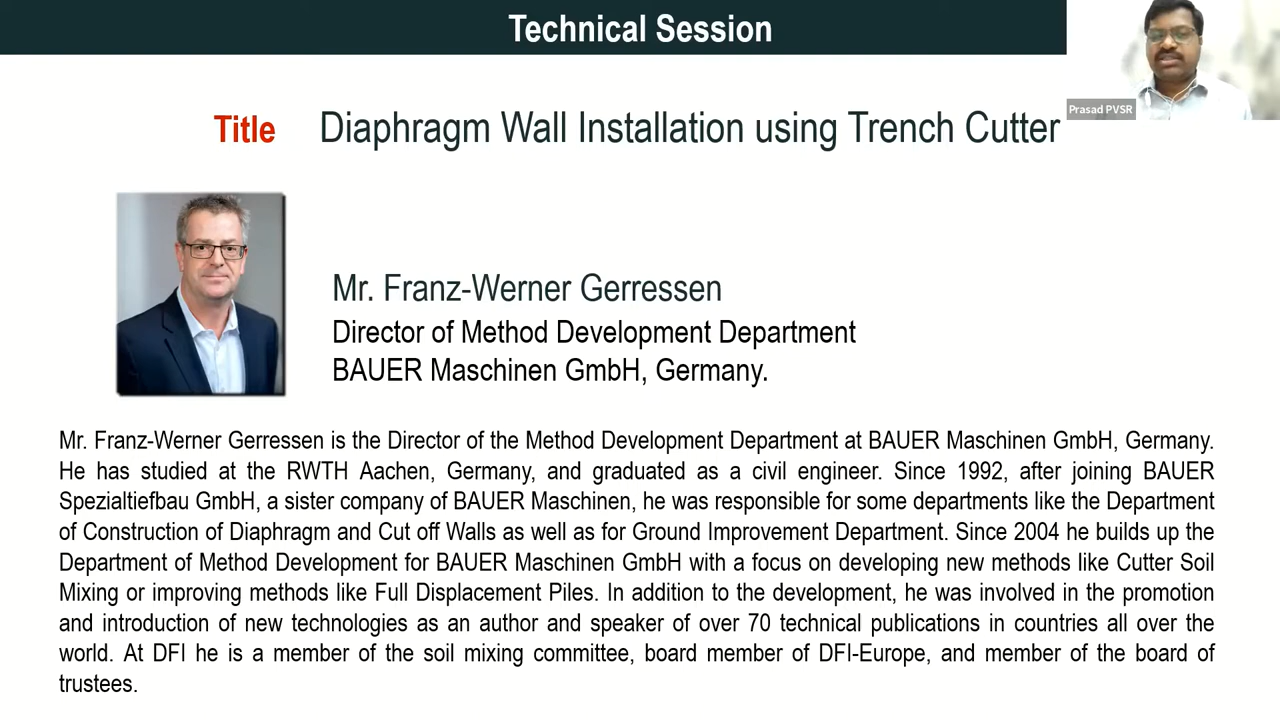 Technical Session
Prasad PVSR
Title Diaphragm Wall Installation using Trench Cutter
Mr. Franz-Werner Gerressen
Director of Method Development Department
BAUER Maschinen GmbH, Germany.
Mr. Franz-Werner Gerressen is the Director of the Method Development Department at BAUER Maschinen GmbH, Germany.
He has studied at the RWTH Aachen, Germany, and graduated as a civil engineer. Since 1992, after joining BAUER
Spezialtiefbau GmbH, a sister company of BAUER Maschinen, he was responsible for some departments like the Department
of Construction of Diaphragm and Cut off Walls as well as for Ground Improvement Department. Since 2004 he builds up the
Department of Method Development for BAUER Maschinen GmbH with a focus on developing new methods like Cutter Soil
Mixing or improving methods like Full Displacement Piles. In addition to the development, he was involved in the promotion
and introduction of new technologies as an author and speaker of over 70 technical publications in countries all over the
world. At DFI he is a member of the soil mixing committee, board member of DFI-Europe, and member of the board of
trustees.